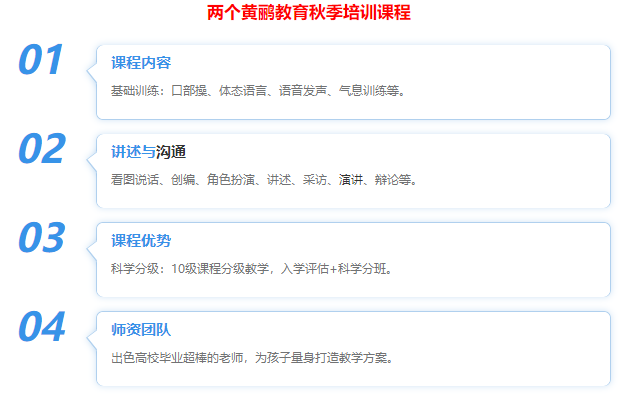 两个黄鹂教育秋季培训课程
01
课程内容
基础训练：口部操、体态语言、语音发声、气息训练等。
02
讲述与沟通
看图说话、创编、角色扮演、讲述、采访、演讲、辩论等。
03
课程优势
科学分级：10级课程分级教学，入学评估+科学分班。
04
师资团队
出色高校毕业超棒的老师，为孩子量身打造教学方案。